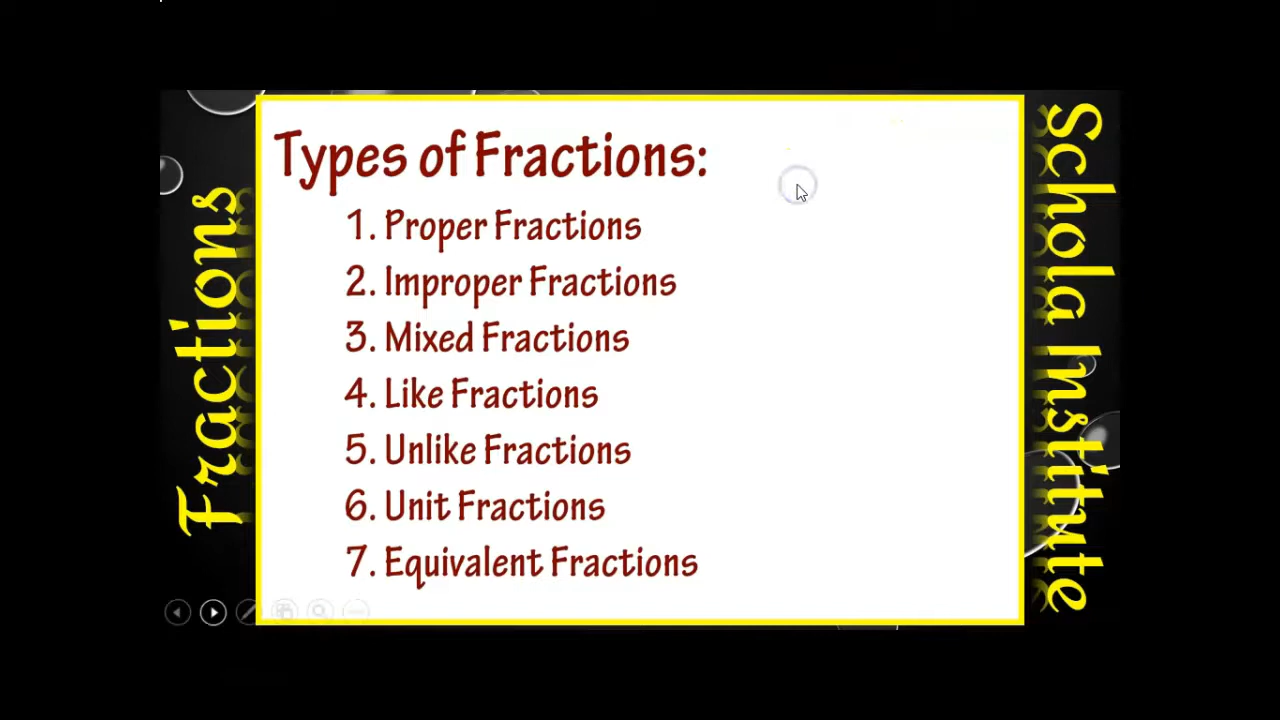 Fractions
Types of Fractions:
1. Proper Fractions
2. Improper Fractions
3. Mixed Fractions
4. Like Fractions
5. Unlike Fractions
6. Unit Fractions
7. Equivalent Fractions
Schola Institute